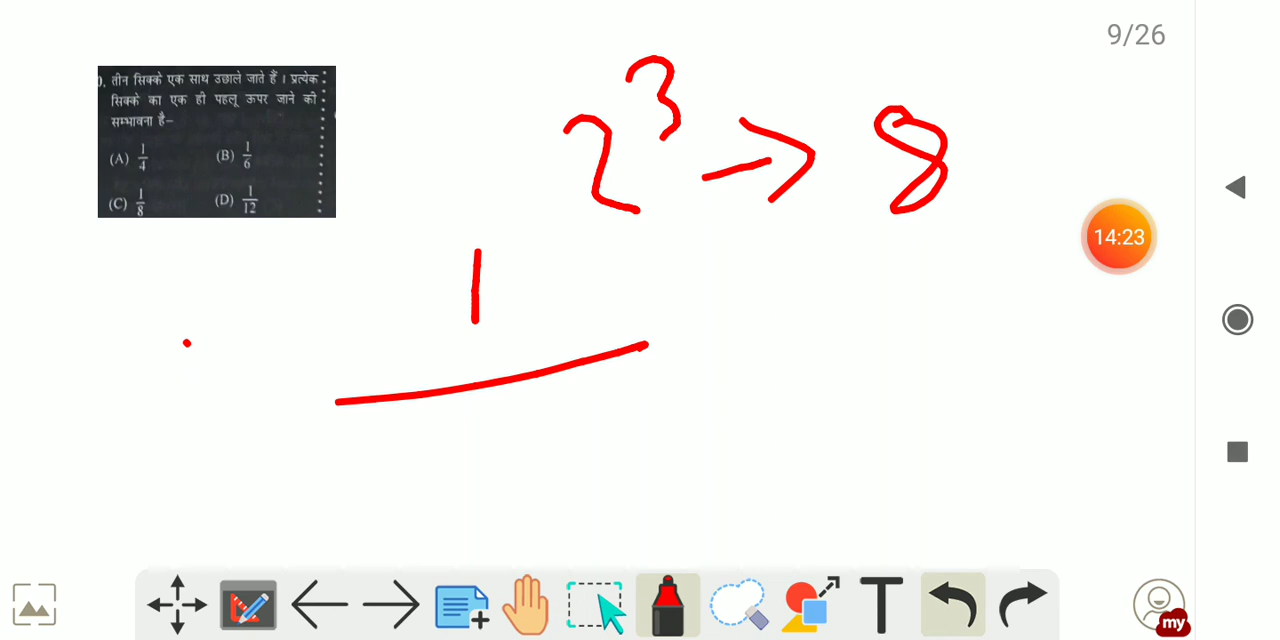 9/26
0. तीन सिक्के एक साथ उछाले जाते हैं । प्रत्येक
सिक्के का एक ही पहलू ऊपर जाने की
सम्भावना है–
(A) 1/4 (B) 1/6
(C) 1/8 (D) 1/12
2³ → 8
1
14:23
T
my